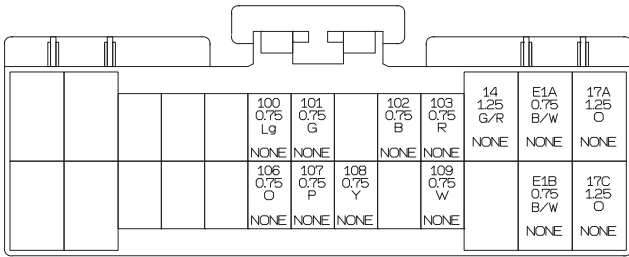 100 101 102 103 14 E1A 17A
0.75 0.75 0.75 0.75 1.25 0.75 1.25
Lg G B R G/R B/W O
NONE NONE NONE NONE NONE NONE NONE
106 107 108 109 E1B 17C
0.75 0.75 0.75 0.75 0.75 1.25
O P Y W B/W O
NONE NONE NONE NONE NONE NONE